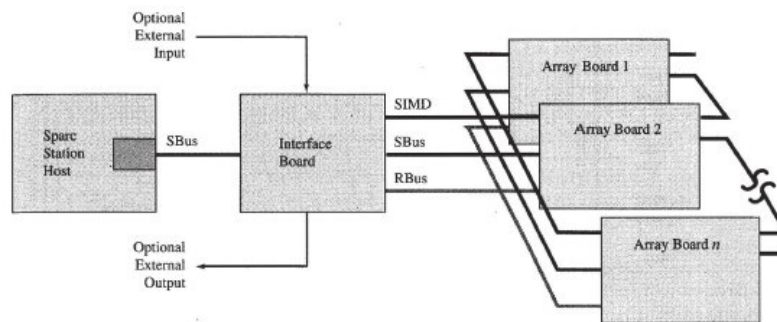 Optional
External
Input
Sparc
Station
Host
SBus
Interface
Board
SIMD
SBus
RBus
Array Board 1
Array Board 2
Array Board n
Optional
External
Output